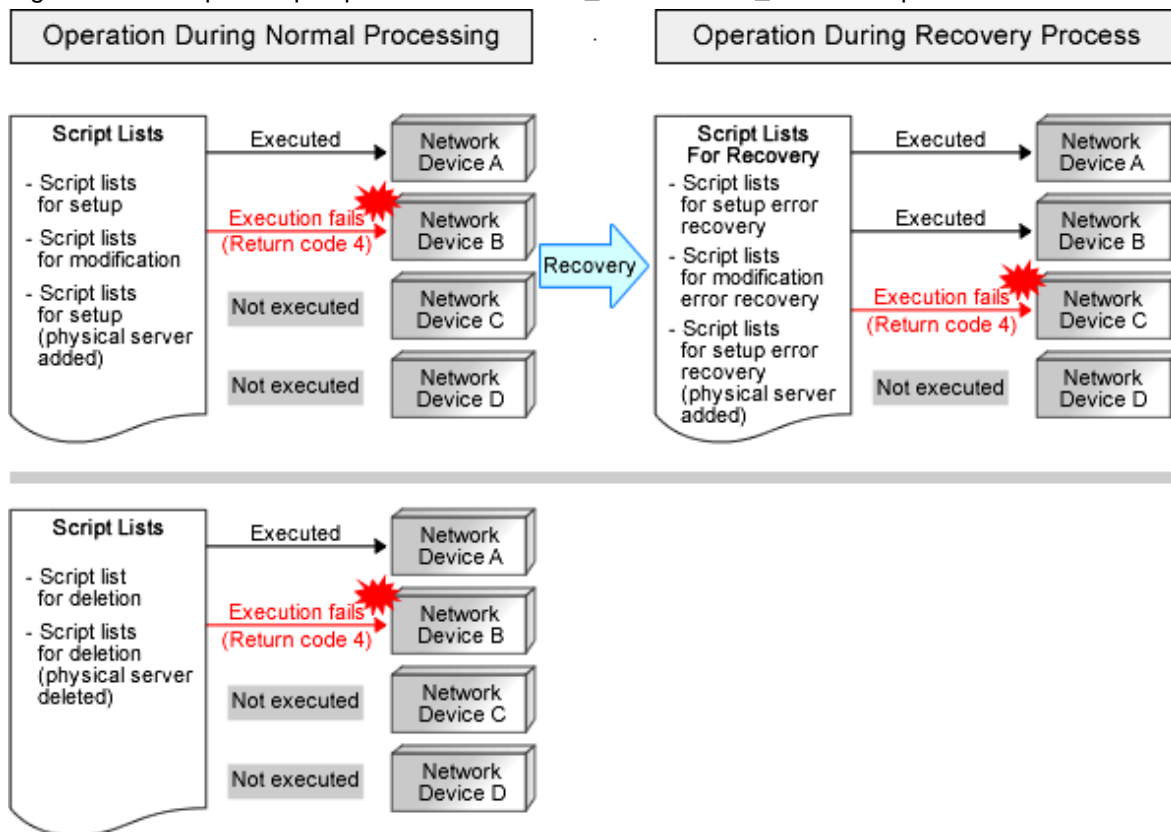 Operation During Normal Processing
Operation During Recovery Process
Script Lists
- Script lists
for setup
- Script lists
for modification
- Script lists
for setup
(physical server
added)
Executed
Network
Device A
Execution fails
(Return code 4)
Network
Device B
Not executed
Network
Device C
Not executed
Network
Device D
Recovery
Script Lists
For Recovery
- Script lists
for setup error
recovery
- Script lists
for modification
error recovery
- Script lists
for setup error
recovery
(physical server
added)
Executed
Network
Device A
Executed
Network
Device B
Execution fails
(Return code 4)
Network
Device C
Not executed
Network
Device D
Script Lists
- Script list
for deletion
- Script lists
for deletion
(physical server
deleted)
Executed
Network
Device A
Execution fails
(Return code 4)
Network
Device B
Not executed
Network
Device C
Not executed
Network
Device D